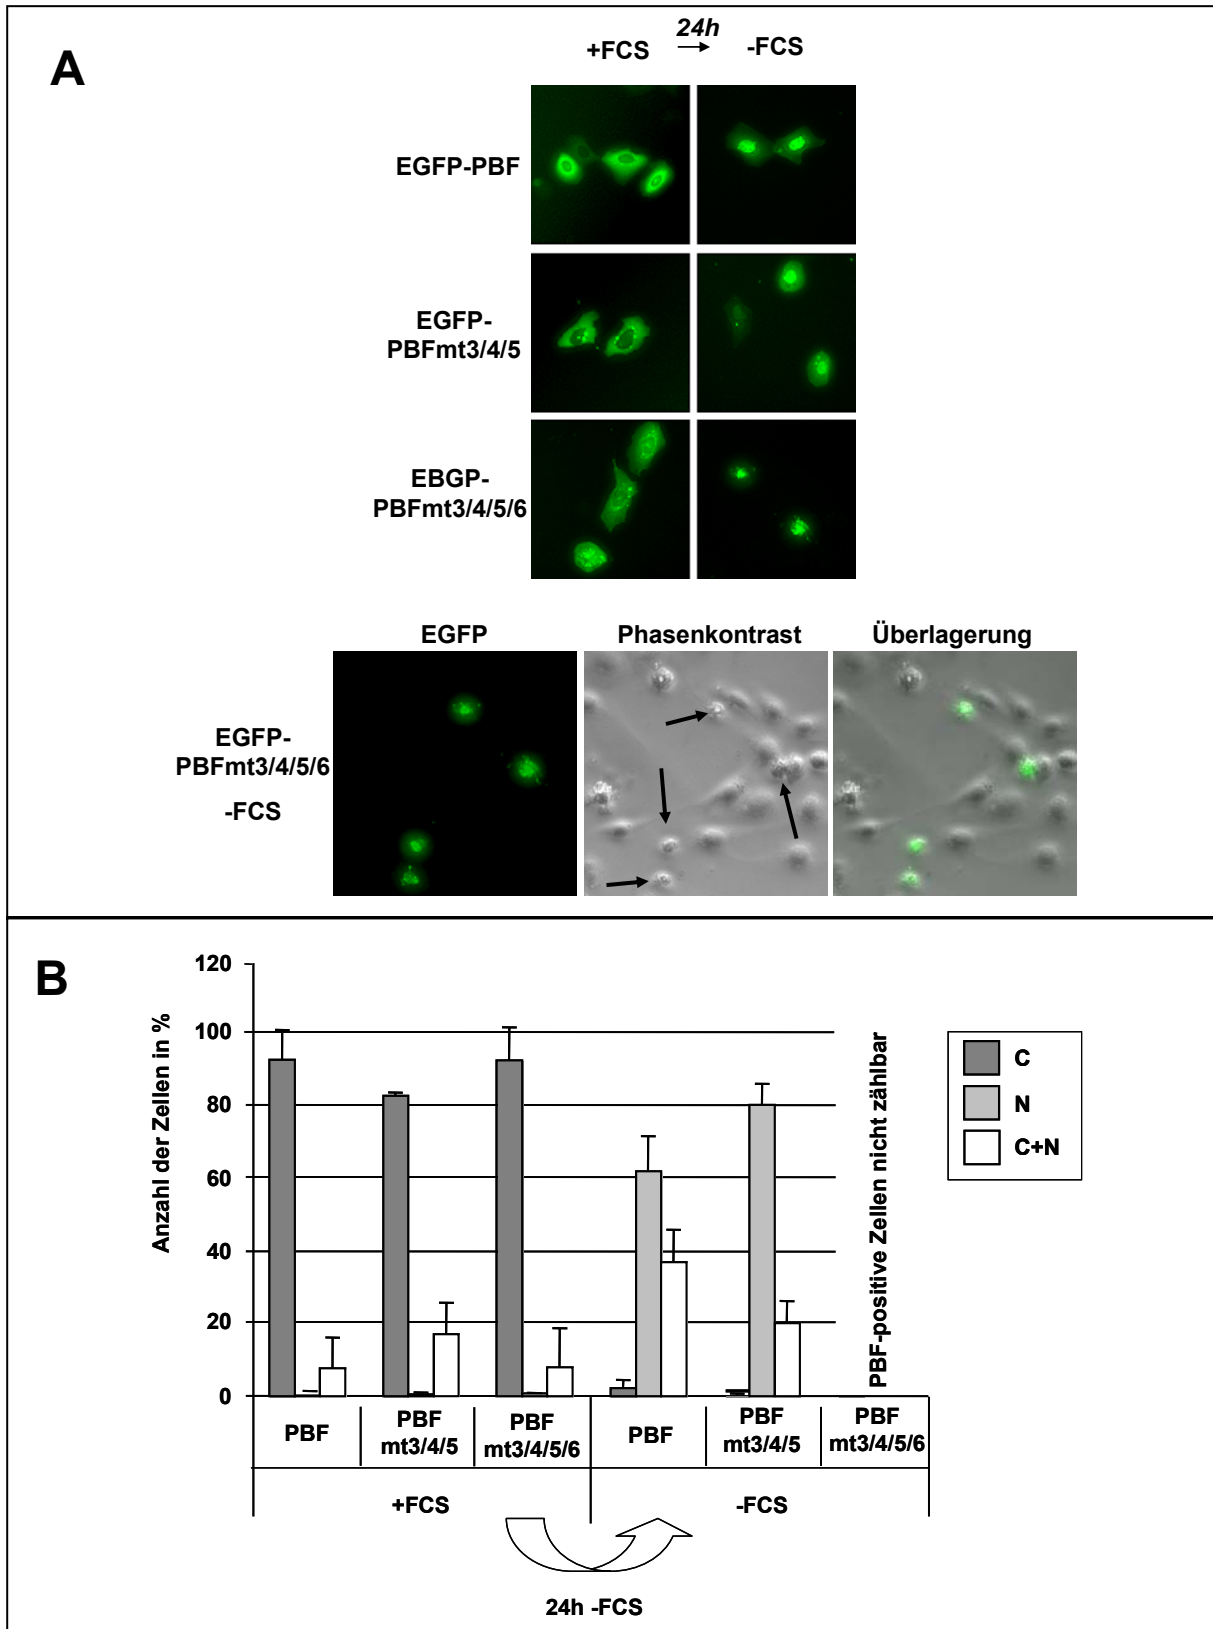 A
24h
+FCS → -FCS
EGFP-PBF
EGFP-
PBFmt3/4/5
EBGP-
PBFmt3/4/5/6
EGFP
Phasenkontrast
Überlagerung
EGFP-
PBFmt3/4/5/6
-FCS
B
Anzahl der Zellen in %
120
100
80
60
40
20
0
PBF-positive Zellen nicht zählbar
C
N
C+N
PBF
PBF
mt3/4/5
PBF
mt3/4/5/6
PBF
PBF
mt3/4/5
PBF
mt3/4/5/6
+FCS
-FCS
24h -FCS